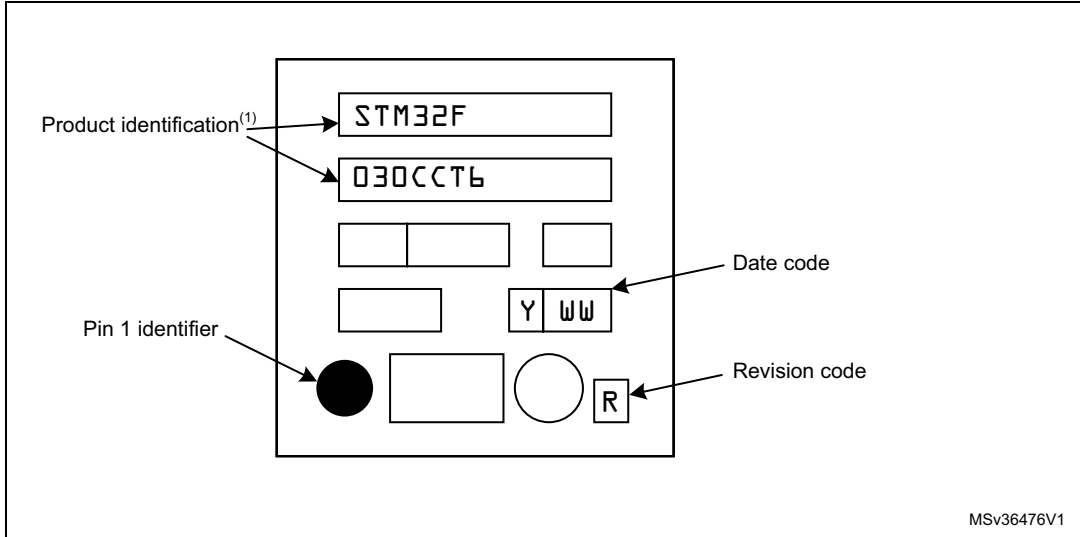 STM32F
Product identification(1)
030CCT6
Date code
Y WW
Pin 1 identifier
Revision code
R
MSv36476V1